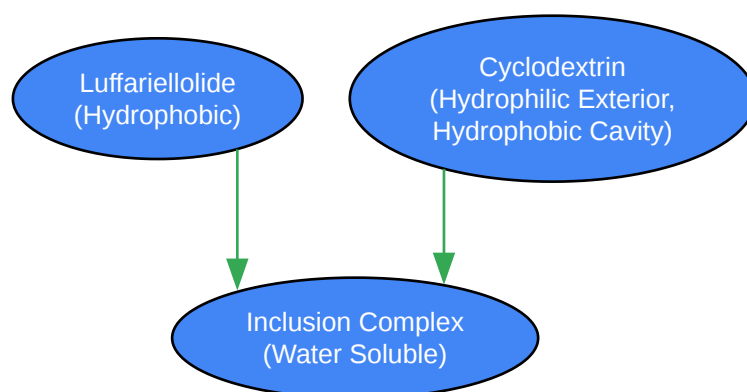 Luffariellolide
(Hydrophobic)
Cyclodextrin
(Hydrophilic Exterior,
Hydrophobic Cavity)
Inclusion Complex
(Water Soluble)